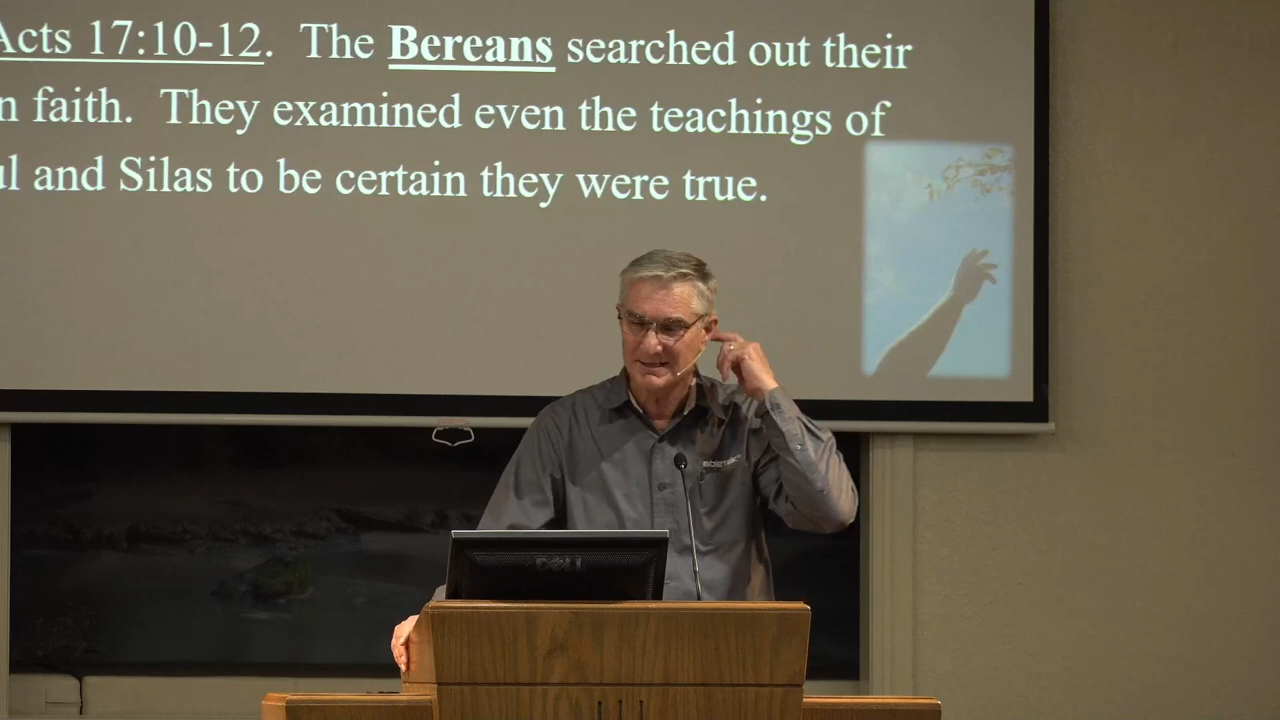 Acts 17:10-12. The Bereans searched out their
n faith. They examined even the teachings of
ul and Silas to be certain they were true.
DELL